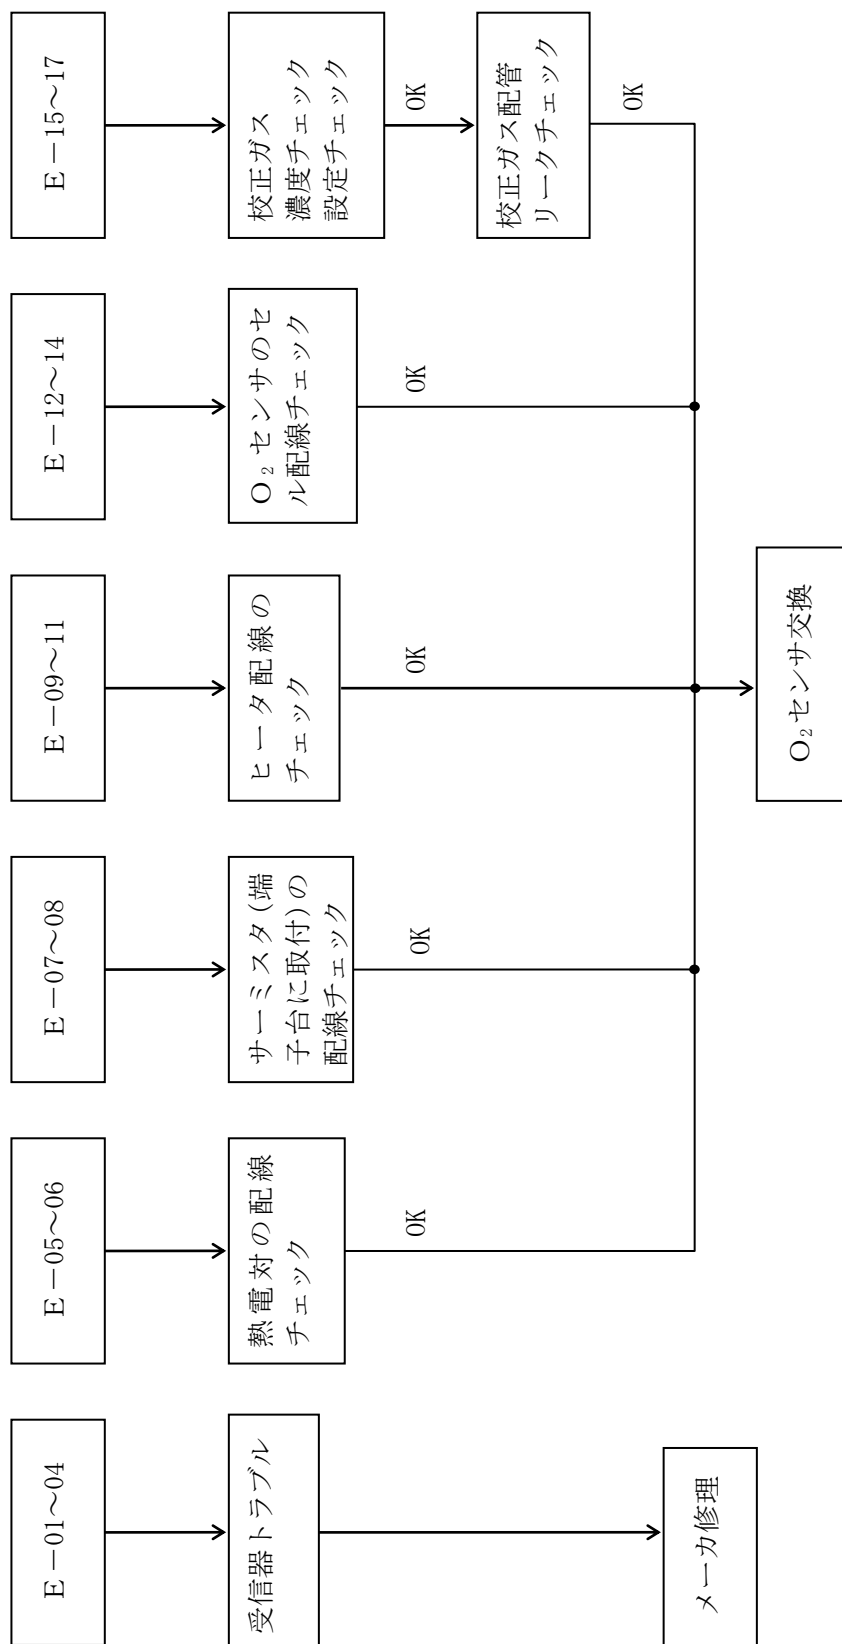 E－01～04
受信器トラブル
メーカ修理
E－05～06
熱電対の配線
チェック
OK
E－07～08
サーミスタ(端
子台に取付)の
配線チェック
OK
E－09～11
ヒータ配線の
チェック
OK
O₂センサ交換
E－12～14
O₂センサのセ
ル配線チェック
OK
E－15～17
校正ガス
濃度チェック
設定チェック
OK
校正ガス配管
リークチェック
OK